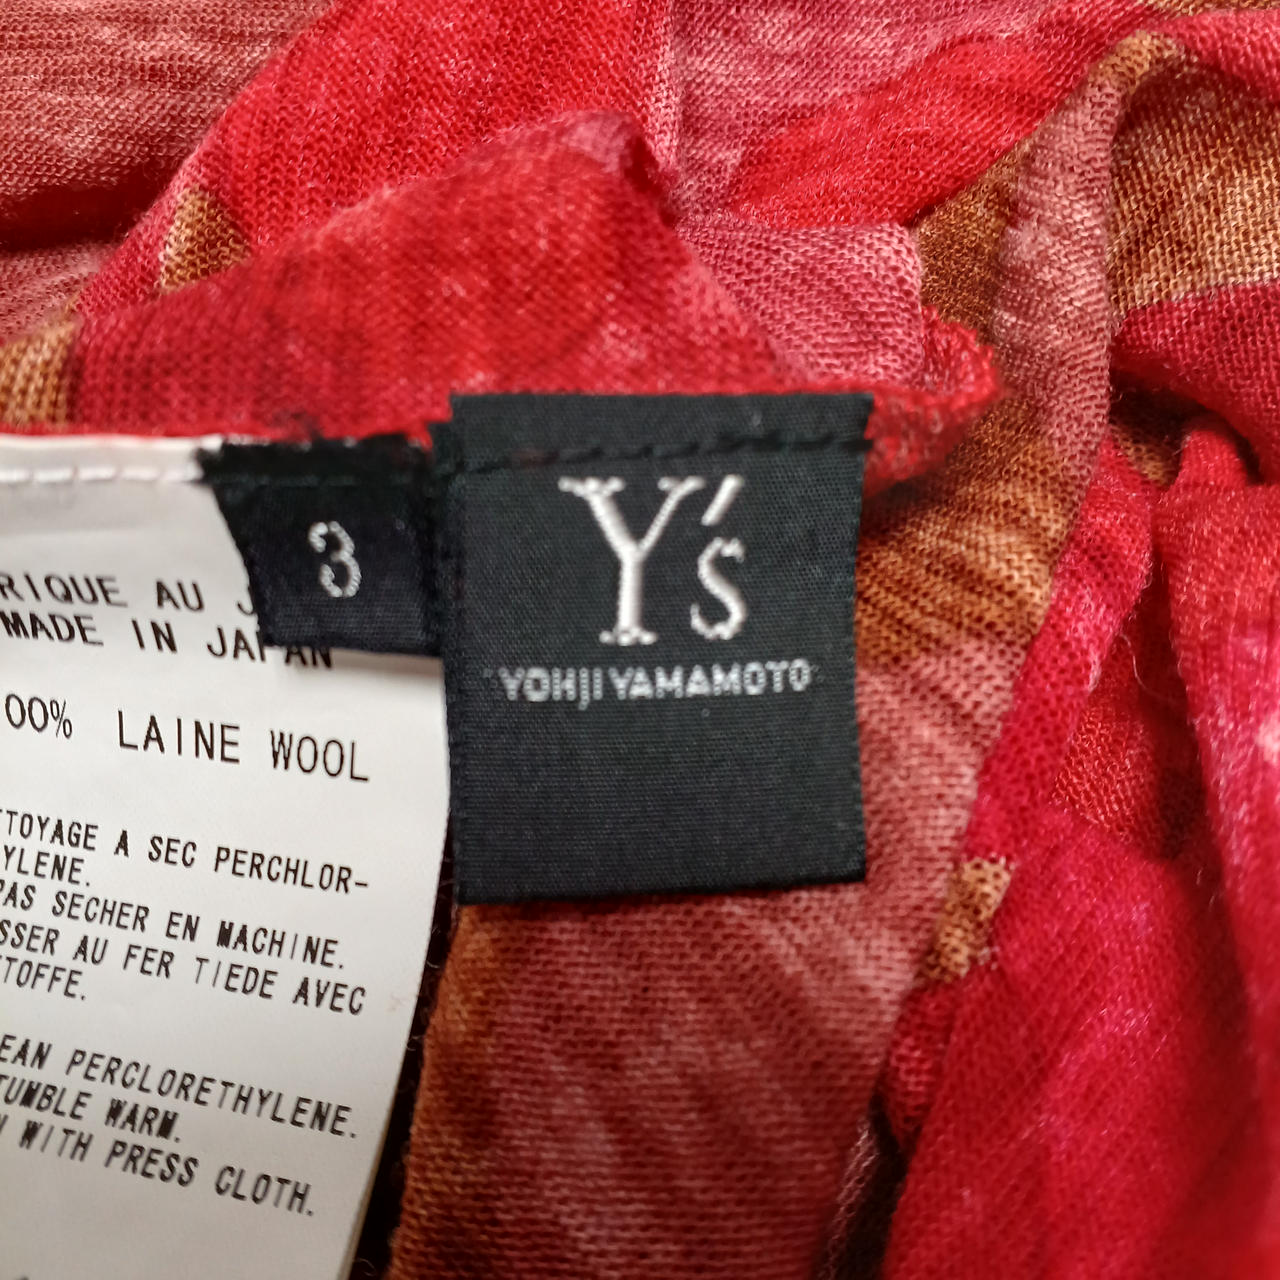 3
Y's
YOHJI YAMAMOTO
RIQUE AU J
MADE IN JAPAN
00% LAINE WOOL
TTOYAGE A SEC PERCHLOR-
YLENE.
PAS SECHER EN MACHINE.
SSER AU FER TIEDE AVEC
TOFFE.
EAN PERCLORETHYLENE.
TUMBLE WARM.
WITH PRESS CLOTH.